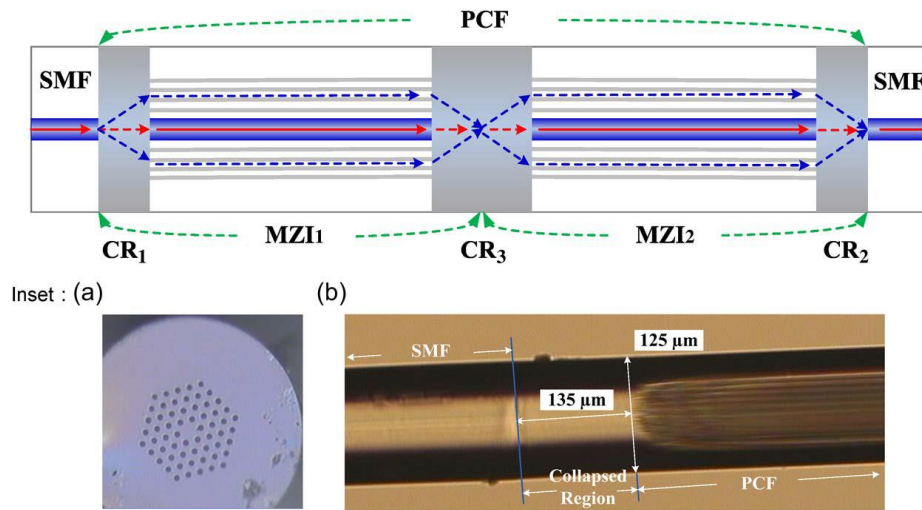 PCF
SMF
SMF
CR1
MZI1
CR3
MZI2
CR2
Inset : (a)
(b)
SMF
125 μm
135 μm
Collapsed
Region
PCF